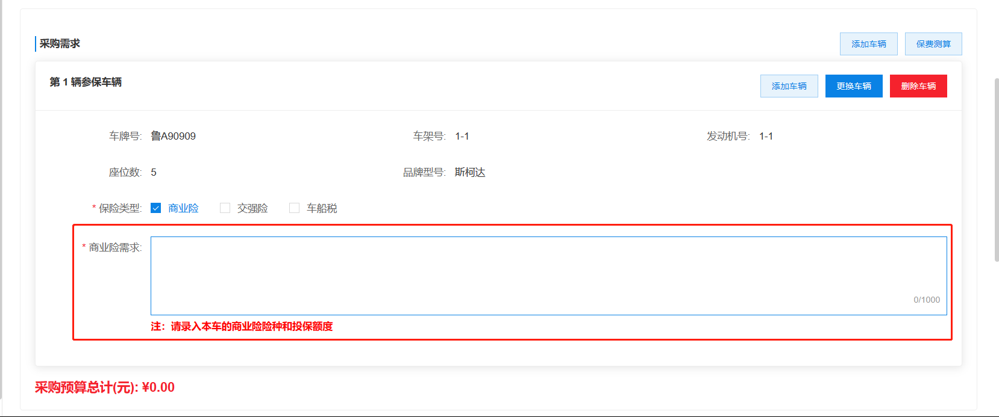 采购需求 添加车辆 保费测算
第 1 辆参保车辆 添加车辆 更换车辆 删除车辆
车牌号: 鲁A90909 车架号: 1-1 发动机号: 1-1
座位数: 5 品牌型号: 斯柯达
* 保险类型: 商业险 交强险 车船税
* 商业险需求:
0/1000
注：请录入本车的商业险险种和投保额度
采购预算总计(元): ¥0.00